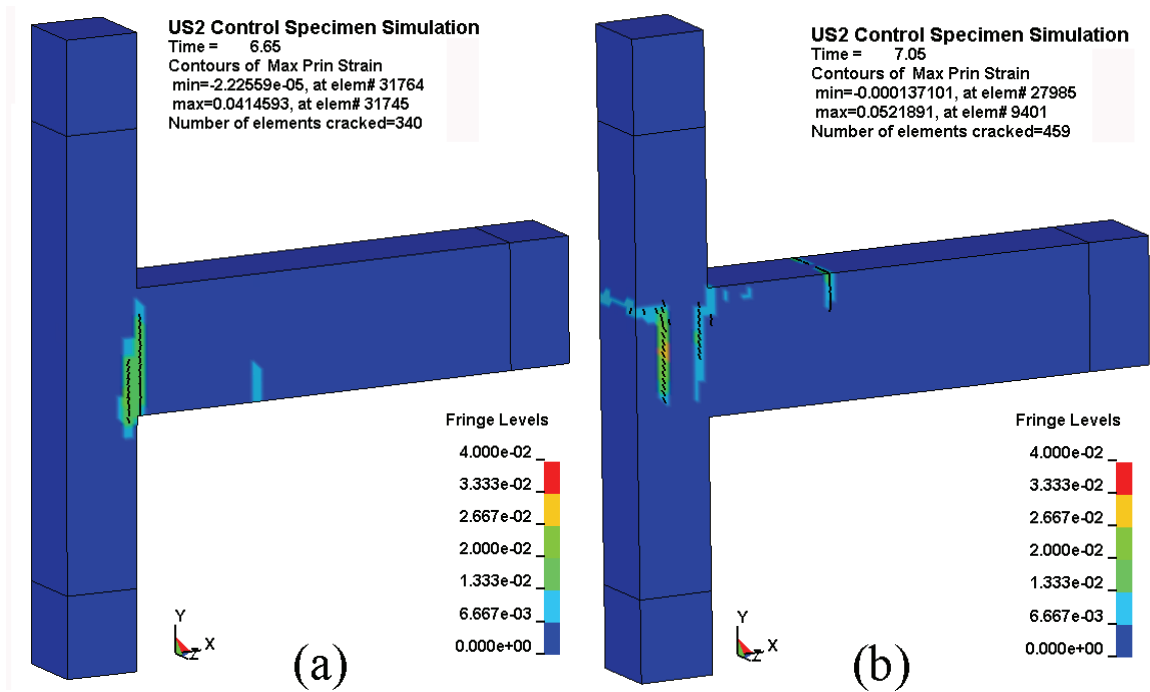 US2 Control Specimen Simulation
Time = 6.65
Contours of Max Prin Strain
min=-2.22559e-05, at elem# 31764
max=0.0414593, at elem# 31745
Number of elements cracked=340
Fringe Levels
4.000e-02
3.333e-02
2.667e-02
2.000e-02
1.333e-02
6.667e-03
0.000e+00
Y
X
Z
(a)
US2 Control Specimen Simulation
Time = 7.05
Contours of Max Prin Strain
min=-0.000137101, at elem# 27985
max=0.0521891, at elem# 9401
Number of elements cracked=459
Fringe Levels
4.000e-02
3.333e-02
2.667e-02
2.000e-02
1.333e-02
6.667e-03
0.000e+00
Y
X
Z
(b)